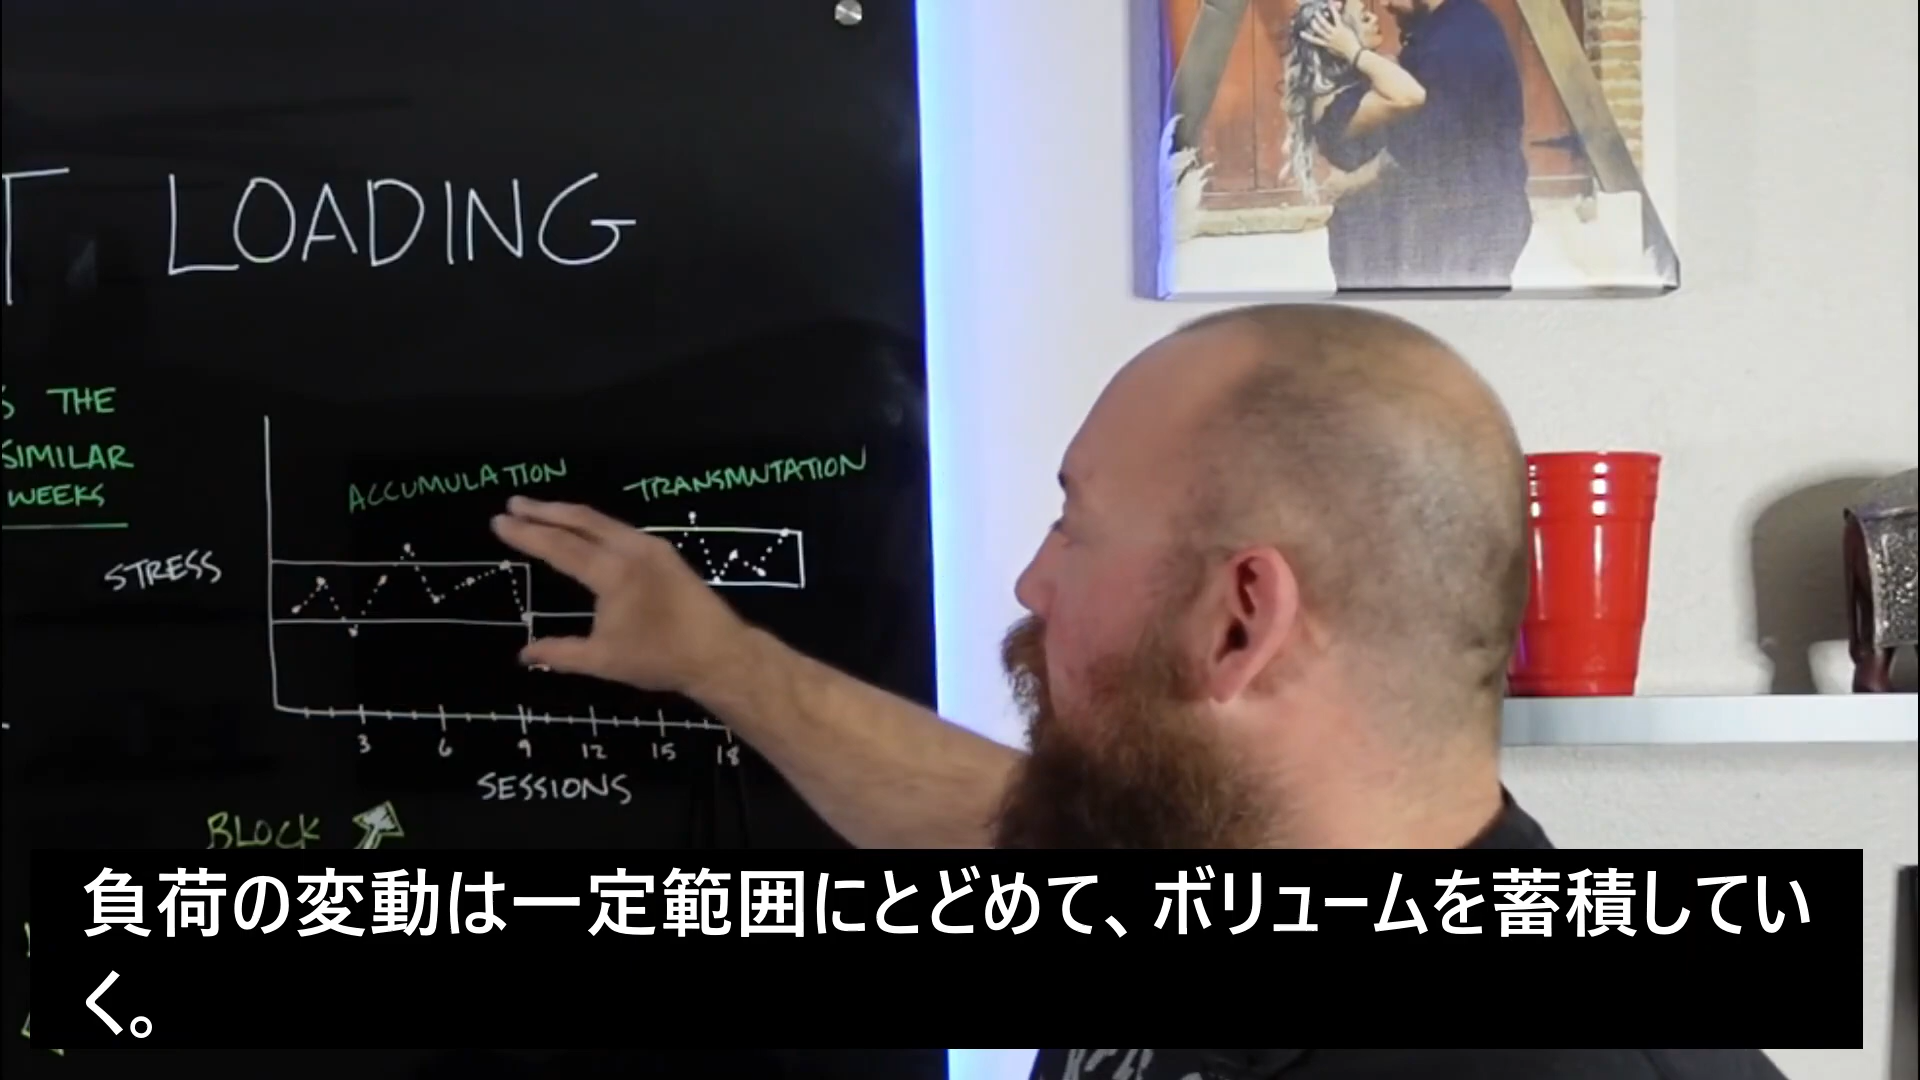 T LOADING
S THE
SIMILAR
WEEKS
ACCUMULATION
TRANSMUTATION
STRESS
3 6 9 12 15 18
SESSIONS
BLOCK
負荷の変動は一定範囲にとどめて、ボリュームを蓄積してい
く。